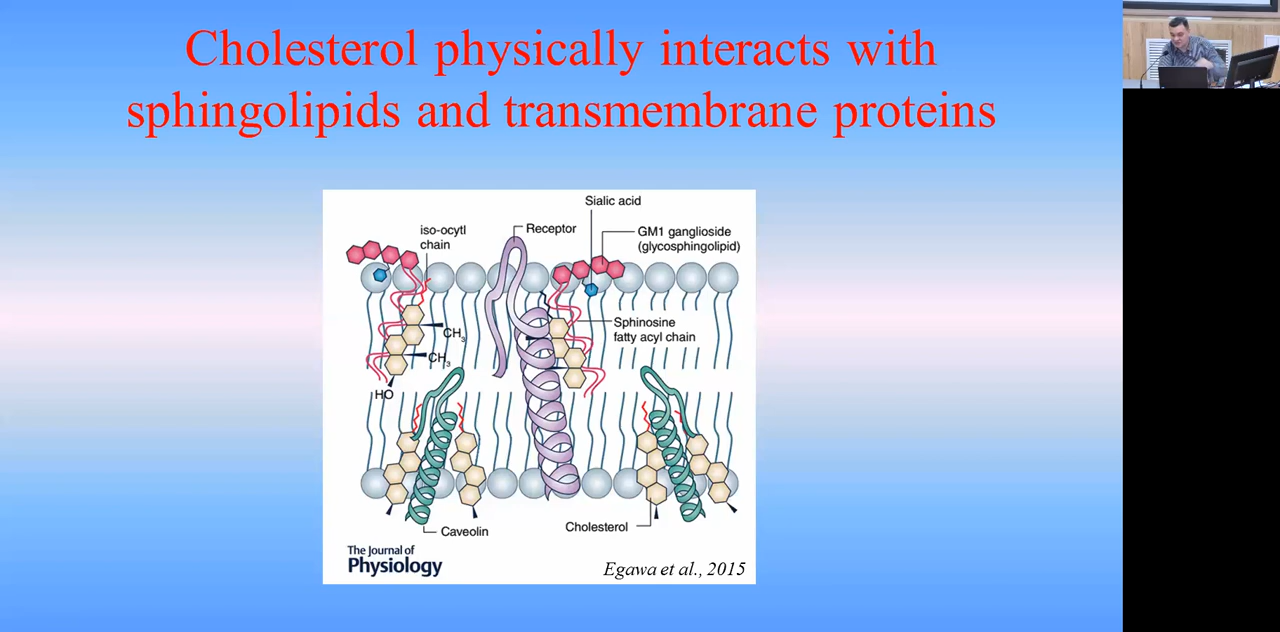 Cholesterol physically interacts with
sphingolipids and transmembrane proteins
Sialic acid
iso-ocytl
chain
Receptor
GM1 ganglioside
(glycosphingolipid)
CH3
CH3
HO
Sphinosine
fatty acyl chain
Cholesterol
Caveolin
The Journal of
Physiology
Egawa et al., 2015